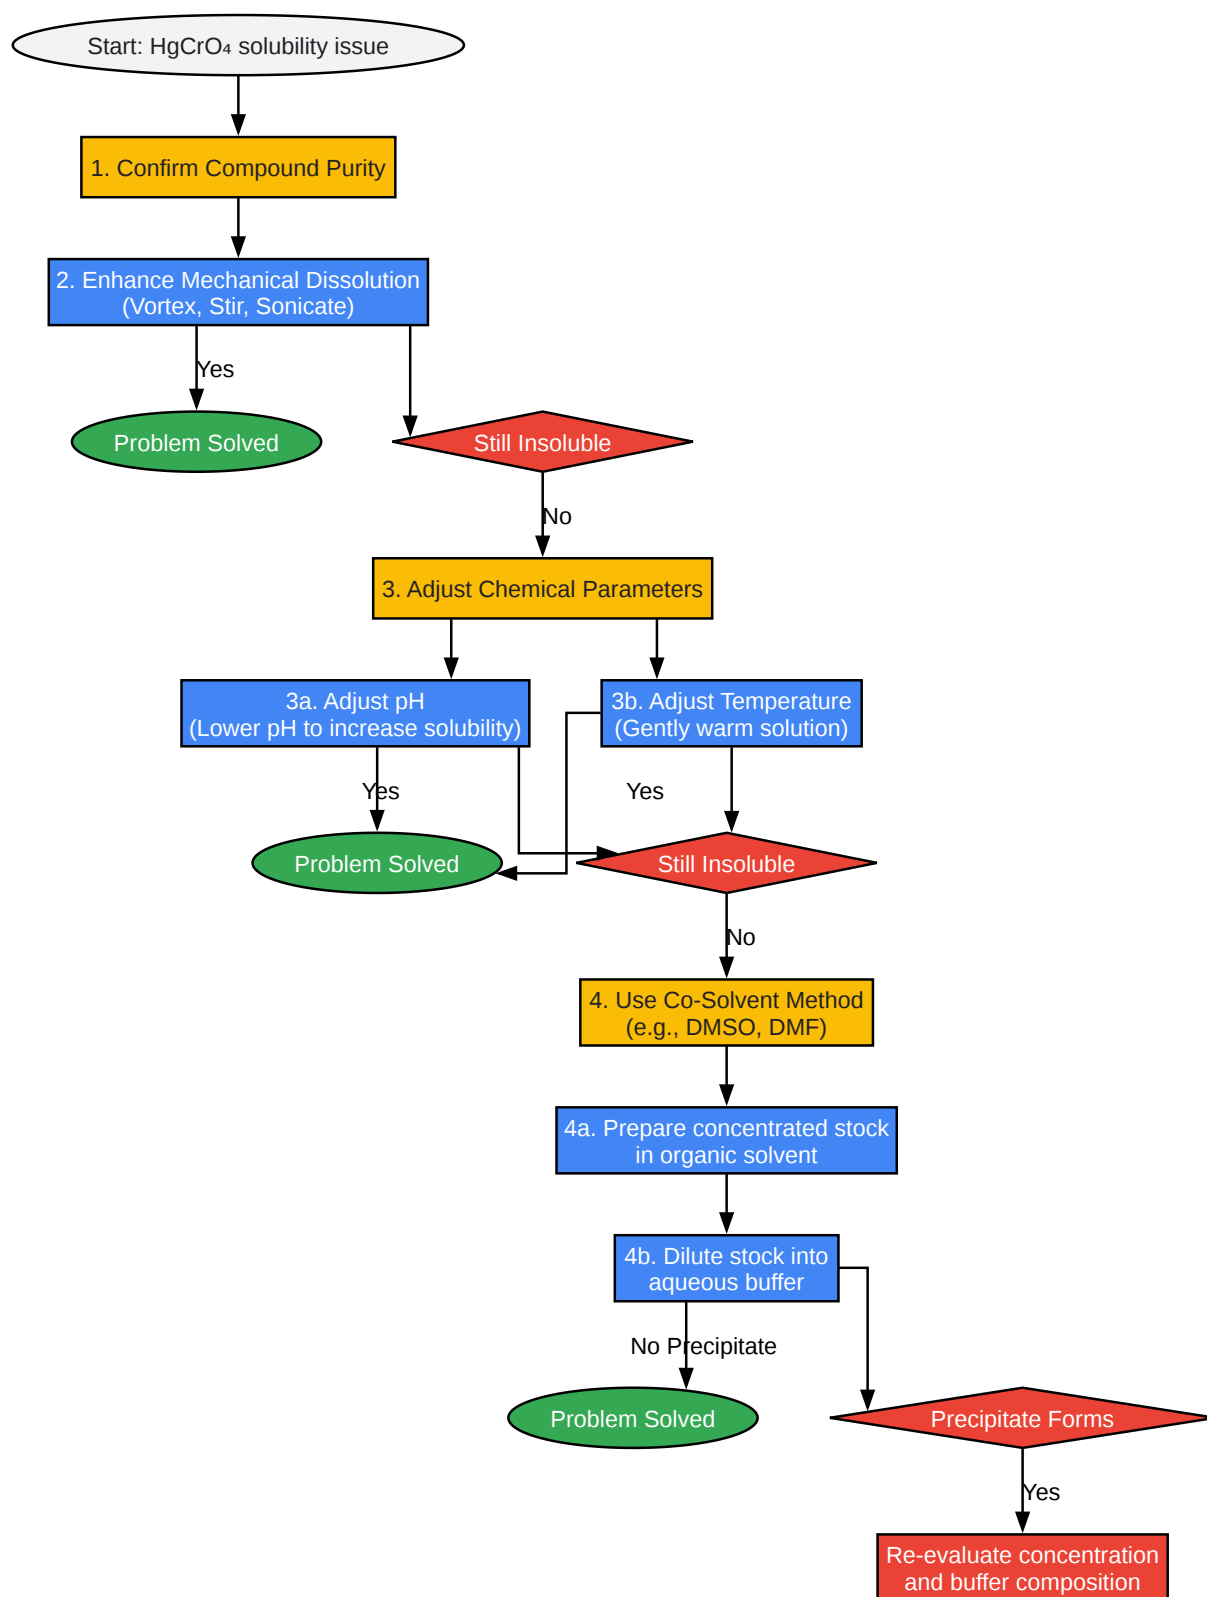 Start: HgCrO₄ solubility issue
1. Confirm Compound Purity
2. Enhance Mechanical Dissolution
(Vortex, Stir, Sonicate)
Yes
Problem Solved
Still Insoluble
No
3. Adjust Chemical Parameters
3a. Adjust pH
(Lower pH to increase solubility)
3b. Adjust Temperature
(Gently warm solution)
Yes
Yes
Problem Solved
Still Insoluble
No
4. Use Co-Solvent Method
(e.g., DMSO, DMF)
4a. Prepare concentrated stock
in organic solvent
4b. Dilute stock into
aqueous buffer
No Precipitate
Problem Solved
Precipitate Forms
Yes
Re-evaluate concentration
and buffer composition